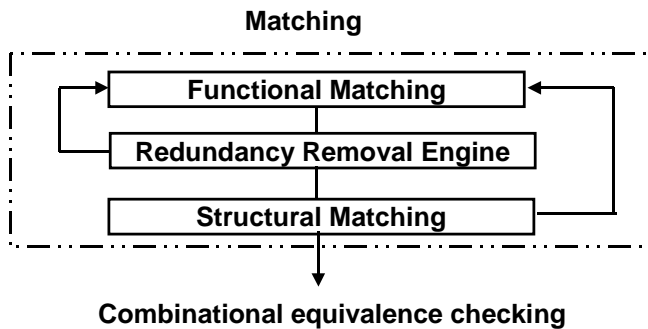 Matching
Functional Matching
Redundancy Removal Engine
Structural Matching
Combinational equivalence checking